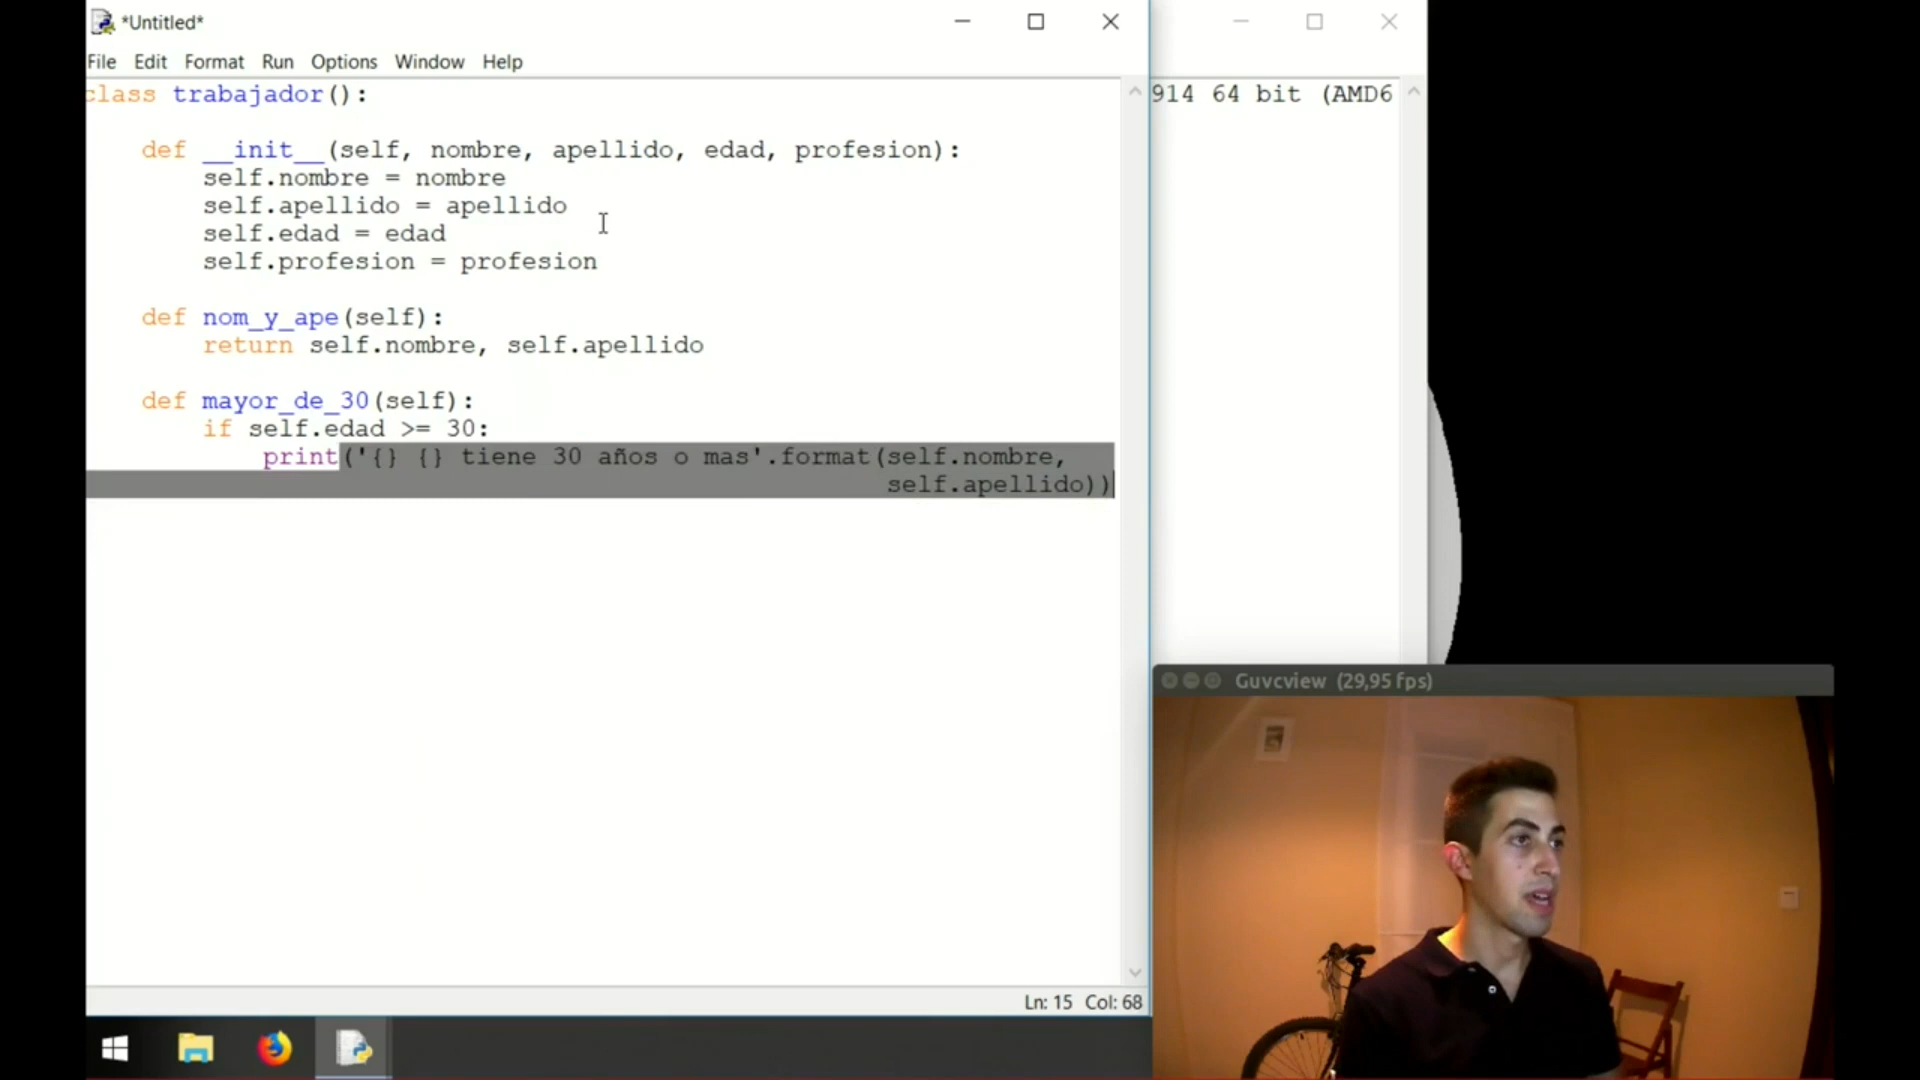 *Untitled*
File Edit Format Run Options Window Help
class trabajador():
def __init__(self, nombre, apellido, edad, profesion):
self.nombre = nombre
self.apellido = apellido
self.edad = edad
self.profesion = profesion
def nom_y_ape(self):
return self.nombre, self.apellido
def mayor_de_30(self):
if self.edad >= 30:
print('{} {} tiene 30 años o mas'.format(self.nombre,
self.apellido))
Ln: 15 Col: 68
914 64 bit (AMD6
Guvcview (29,95 fps)